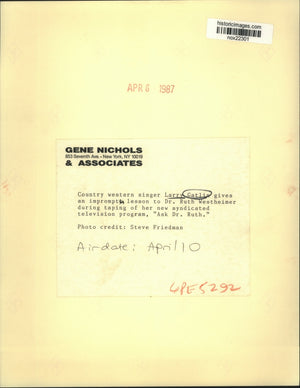 historicimages.com
nox22301
APR 6 1987
GENE NICHOLS
853 Seventh Ave - New York, NY 10019
& ASSOCIATES
Country western singer Larry Gatlin gives
an impromptu lesson to Dr. Ruth Westheimer
during taping of her new syndicated
television program, "Ask Dr. Ruth."
Photo credit: Steve Friedman
Airdate: April 10
6PE5292